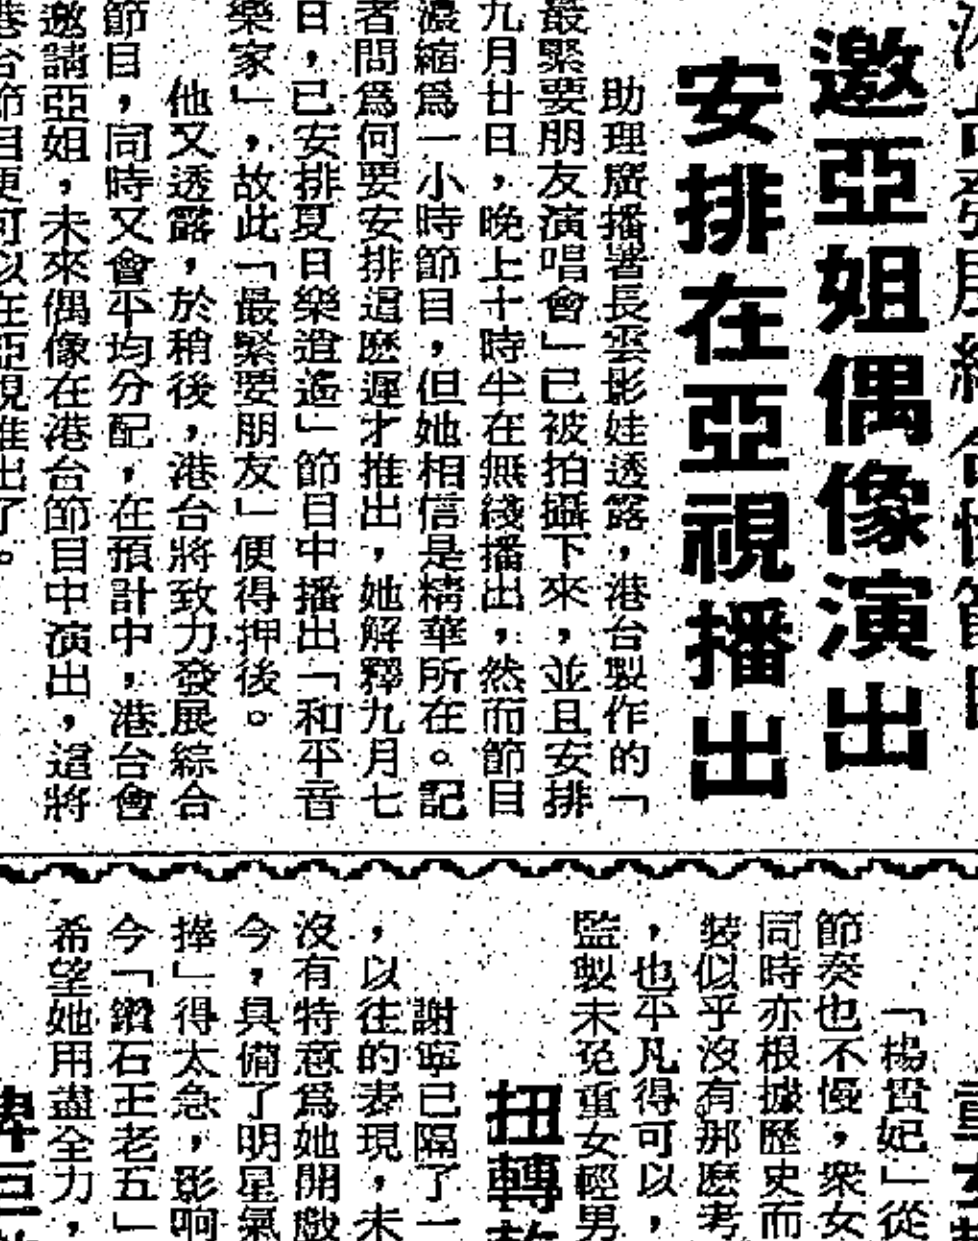 邀亞姐偶像演出
安排在亞視播出
助理廣播署長雲影娃透露，港台製作的「
最緊要朋友演唱會」已被拍攝下來，並且安排
九月廿日，晚上十時半在無綫播出，然而節目
濃縮爲一小時節目，但她相信是精華所在。記
者問爲何要安排這麽遲才推出，她解釋九月七
日，已安排夏日樂逍遙」節目中播出「和平音
樂家」，故此「最緊要朋友」便得押後。
他又透露，於稍後，港台將致力發展綜合
節目，同時又會平均分配，在預計中，港台會
邀請亞姐，未來偶像在港台節目中演出，這將
港台節目更可以在亞視推出了。
「楊貴妃」從
節奏也不慢，衆女
同時亦根據歷史而
裝似乎沒有那麽考
，也平凡得可以，
監製未免重女輕男
扭轉
謝寧已隔了一
，以往的表現，未
沒有特意爲她開戲
今，具備了明星氣
捧」得太急，影响
今「鑽石王老五」
希望她用盡全力，